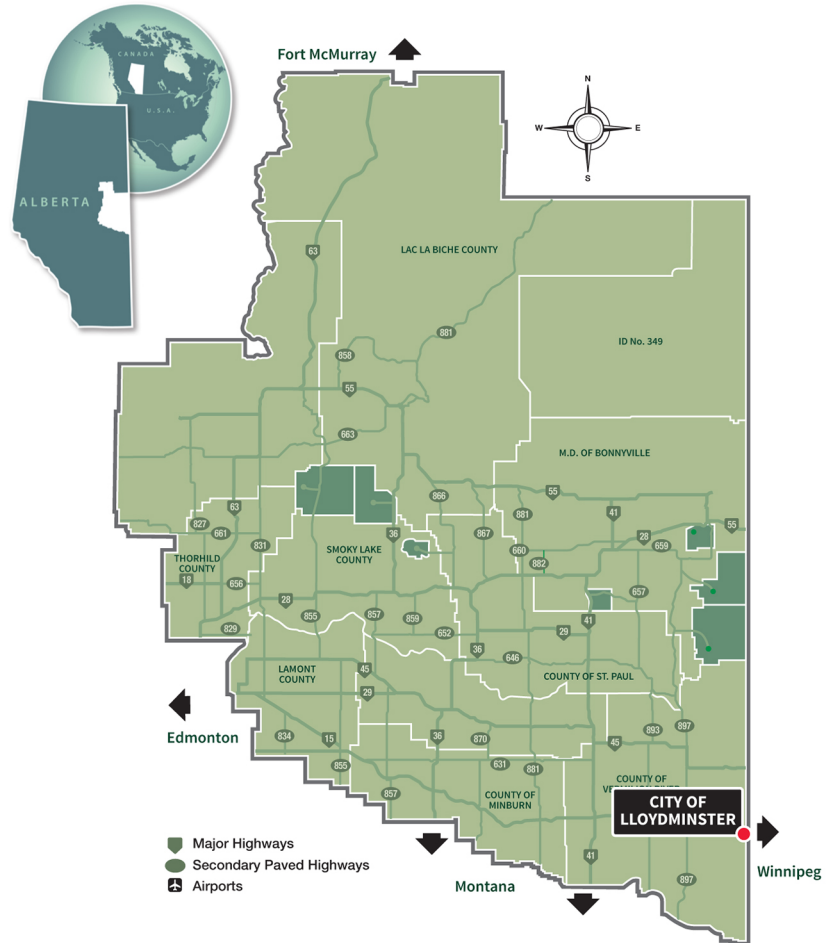 Fort McMurray
CANADA
U.S.A.
ALBERTA
N
W
E
S
63
LAC LA BICHE COUNTY
881
ID No. 349
858
55
663
M.D. OF BONNYVILLE
866
55
881
41
63
827
661
831
36
867
28
659
55
SMOKY LAKE
COUNTY
660
882
THORHILD
COUNTY
18
656
657
28
855
857
859
41
829
652
29
36
646
LAMONT
COUNTY
45
29
COUNTY OF ST. PAUL
Edmonton
834
15
36
870
45
893
897
855
631
881
857
COUNTY OF
MINBURN
COUNTY OF
CITY OF
LLOYDMINSTER
Major Highways
Secondary Paved Highways
Airports
41
Montana
897
Winnipeg